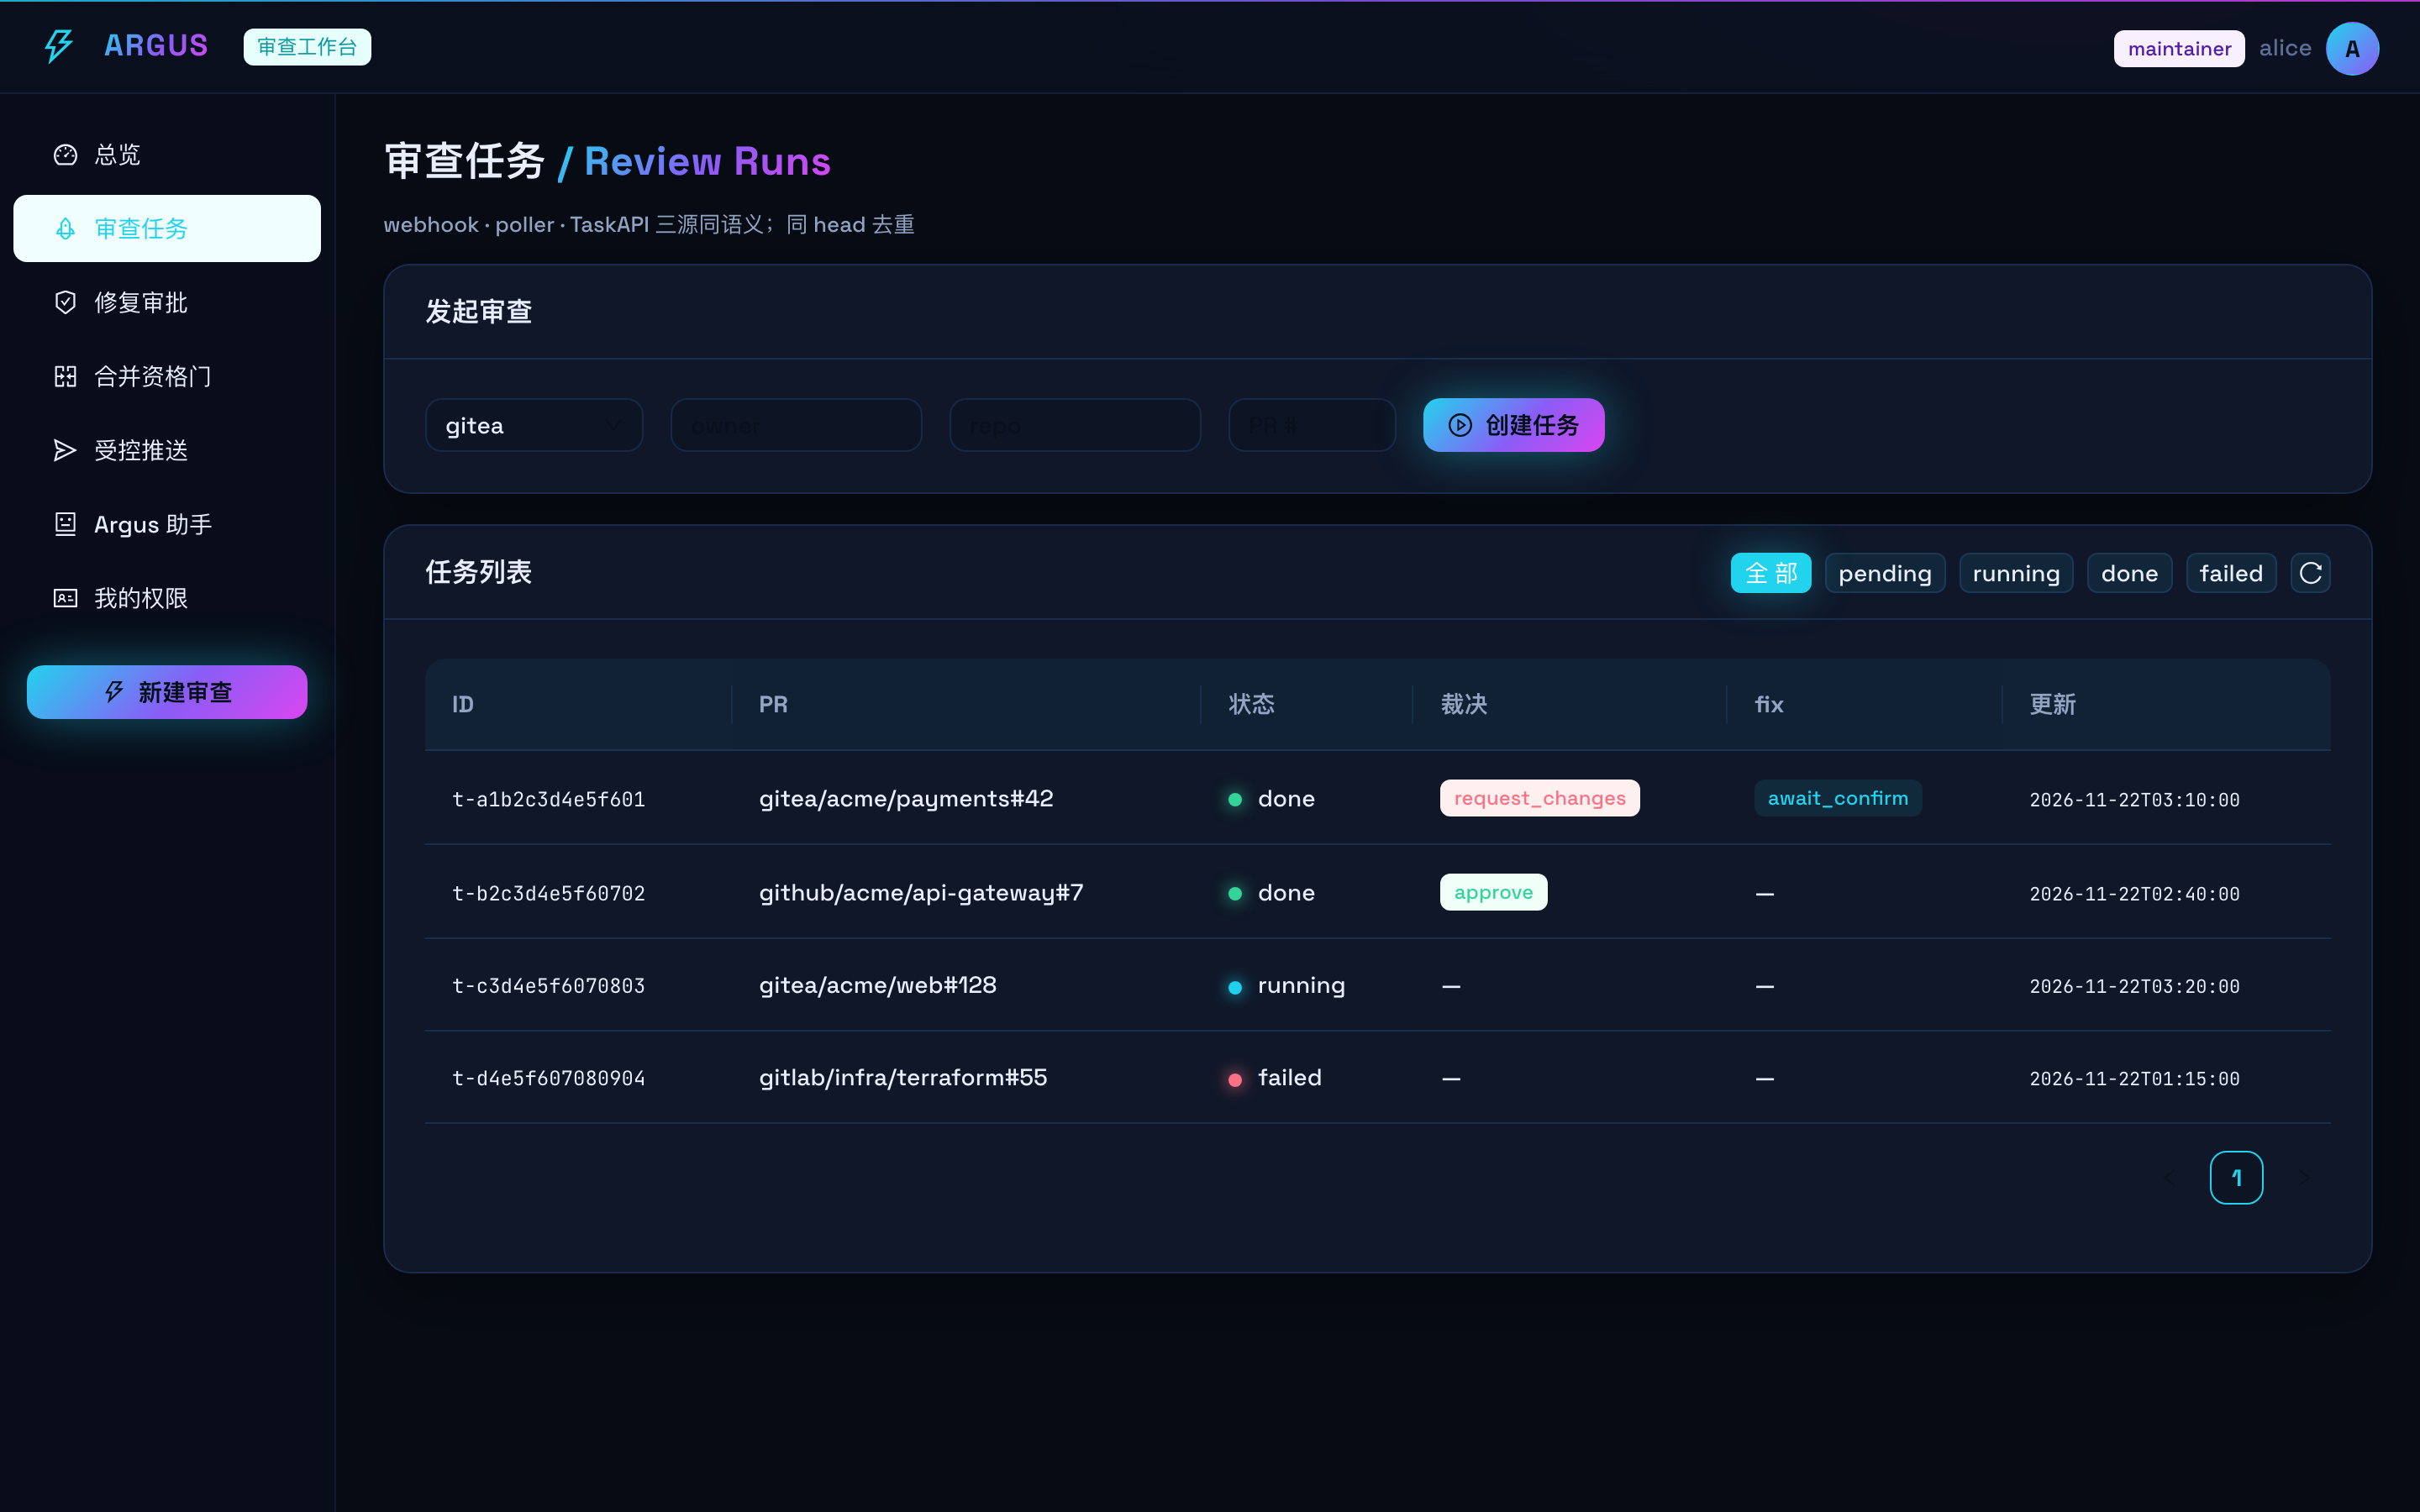 ARGUS 审查工作台 maintainer alice A
总览
审查任务
修复审批
合并资格门
受控推送
Argus 助手
我的权限
新建审查
审查任务 / Review Runs
webhook · poller · TaskAPI 三源同语义；同 head 去重
发起审查
gitea owner repo PR # 创建任务
任务列表 全部 pending running done failed
ID PR 状态 裁决 fix 更新
t-a1b2c3d4e5f601 gitea/acme/payments#42 done request_changes await_confirm 2026-11-22T03:10:00
t-b2c3d4e5f60702 github/acme/api-gateway#7 done approve — 2026-11-22T02:40:00
t-c3d4e5f6070803 gitea/acme/web#128 running — — 2026-11-22T03:20:00
t-d4e5f607080904 gitlab/infra/terraform#55 failed — — 2026-11-22T01:15:00
1